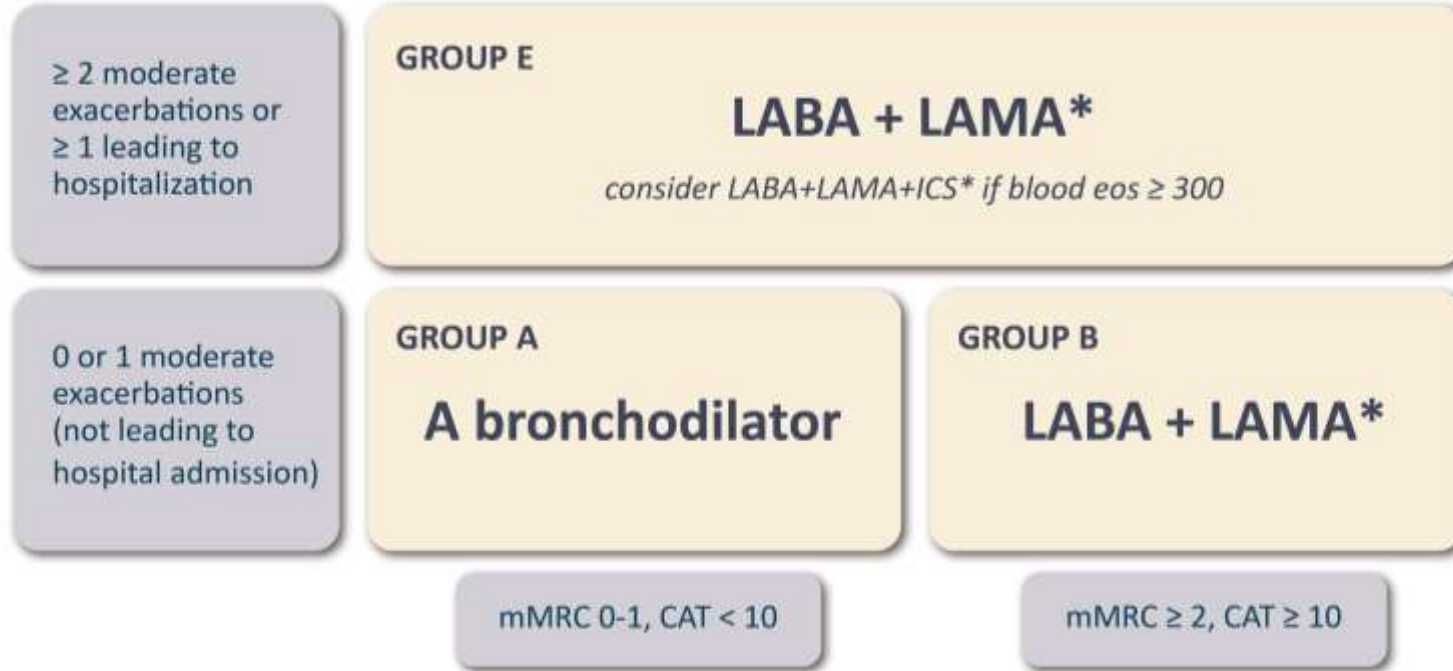 ≥ 2 moderate
exacerbations or
≥ 1 leading to
hospitalization
GROUP E
LABA + LAMA*
consider LABA+LAMA+ICS* if blood eos ≥ 300
0 or 1 moderate
exacerbations
(not leading to
hospital admission)
GROUP A
A bronchodilator
GROUP B
LABA + LAMA*
mMRC 0-1, CAT < 10
mMRC ≥ 2, CAT ≥ 10